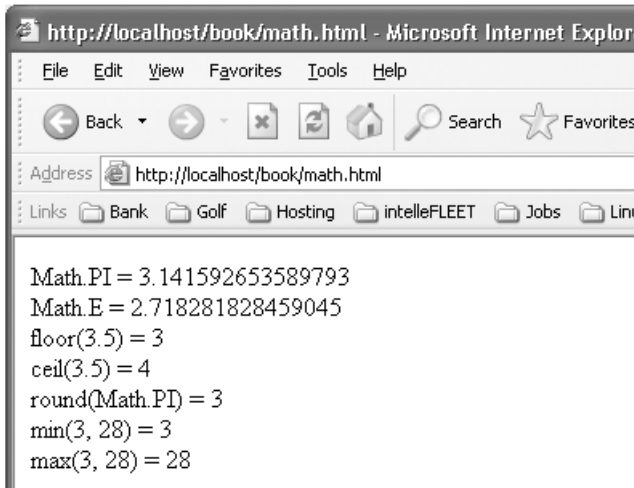 http://localhost/book/math.html - Microsoft Internet Explor
File Edit View Favorites Tools Help
Back Search Favorites
Address http://localhost/book/math.html
Links Bank Golf Hosting intelleFLEET Jobs Linu
Math.PI = 3.141592653589793
Math.E = 2.718281828459045
floor(3.5) = 3
ceil(3.5) = 4
round(Math.PI) = 3
min(3, 28) = 3
max(3, 28) = 28